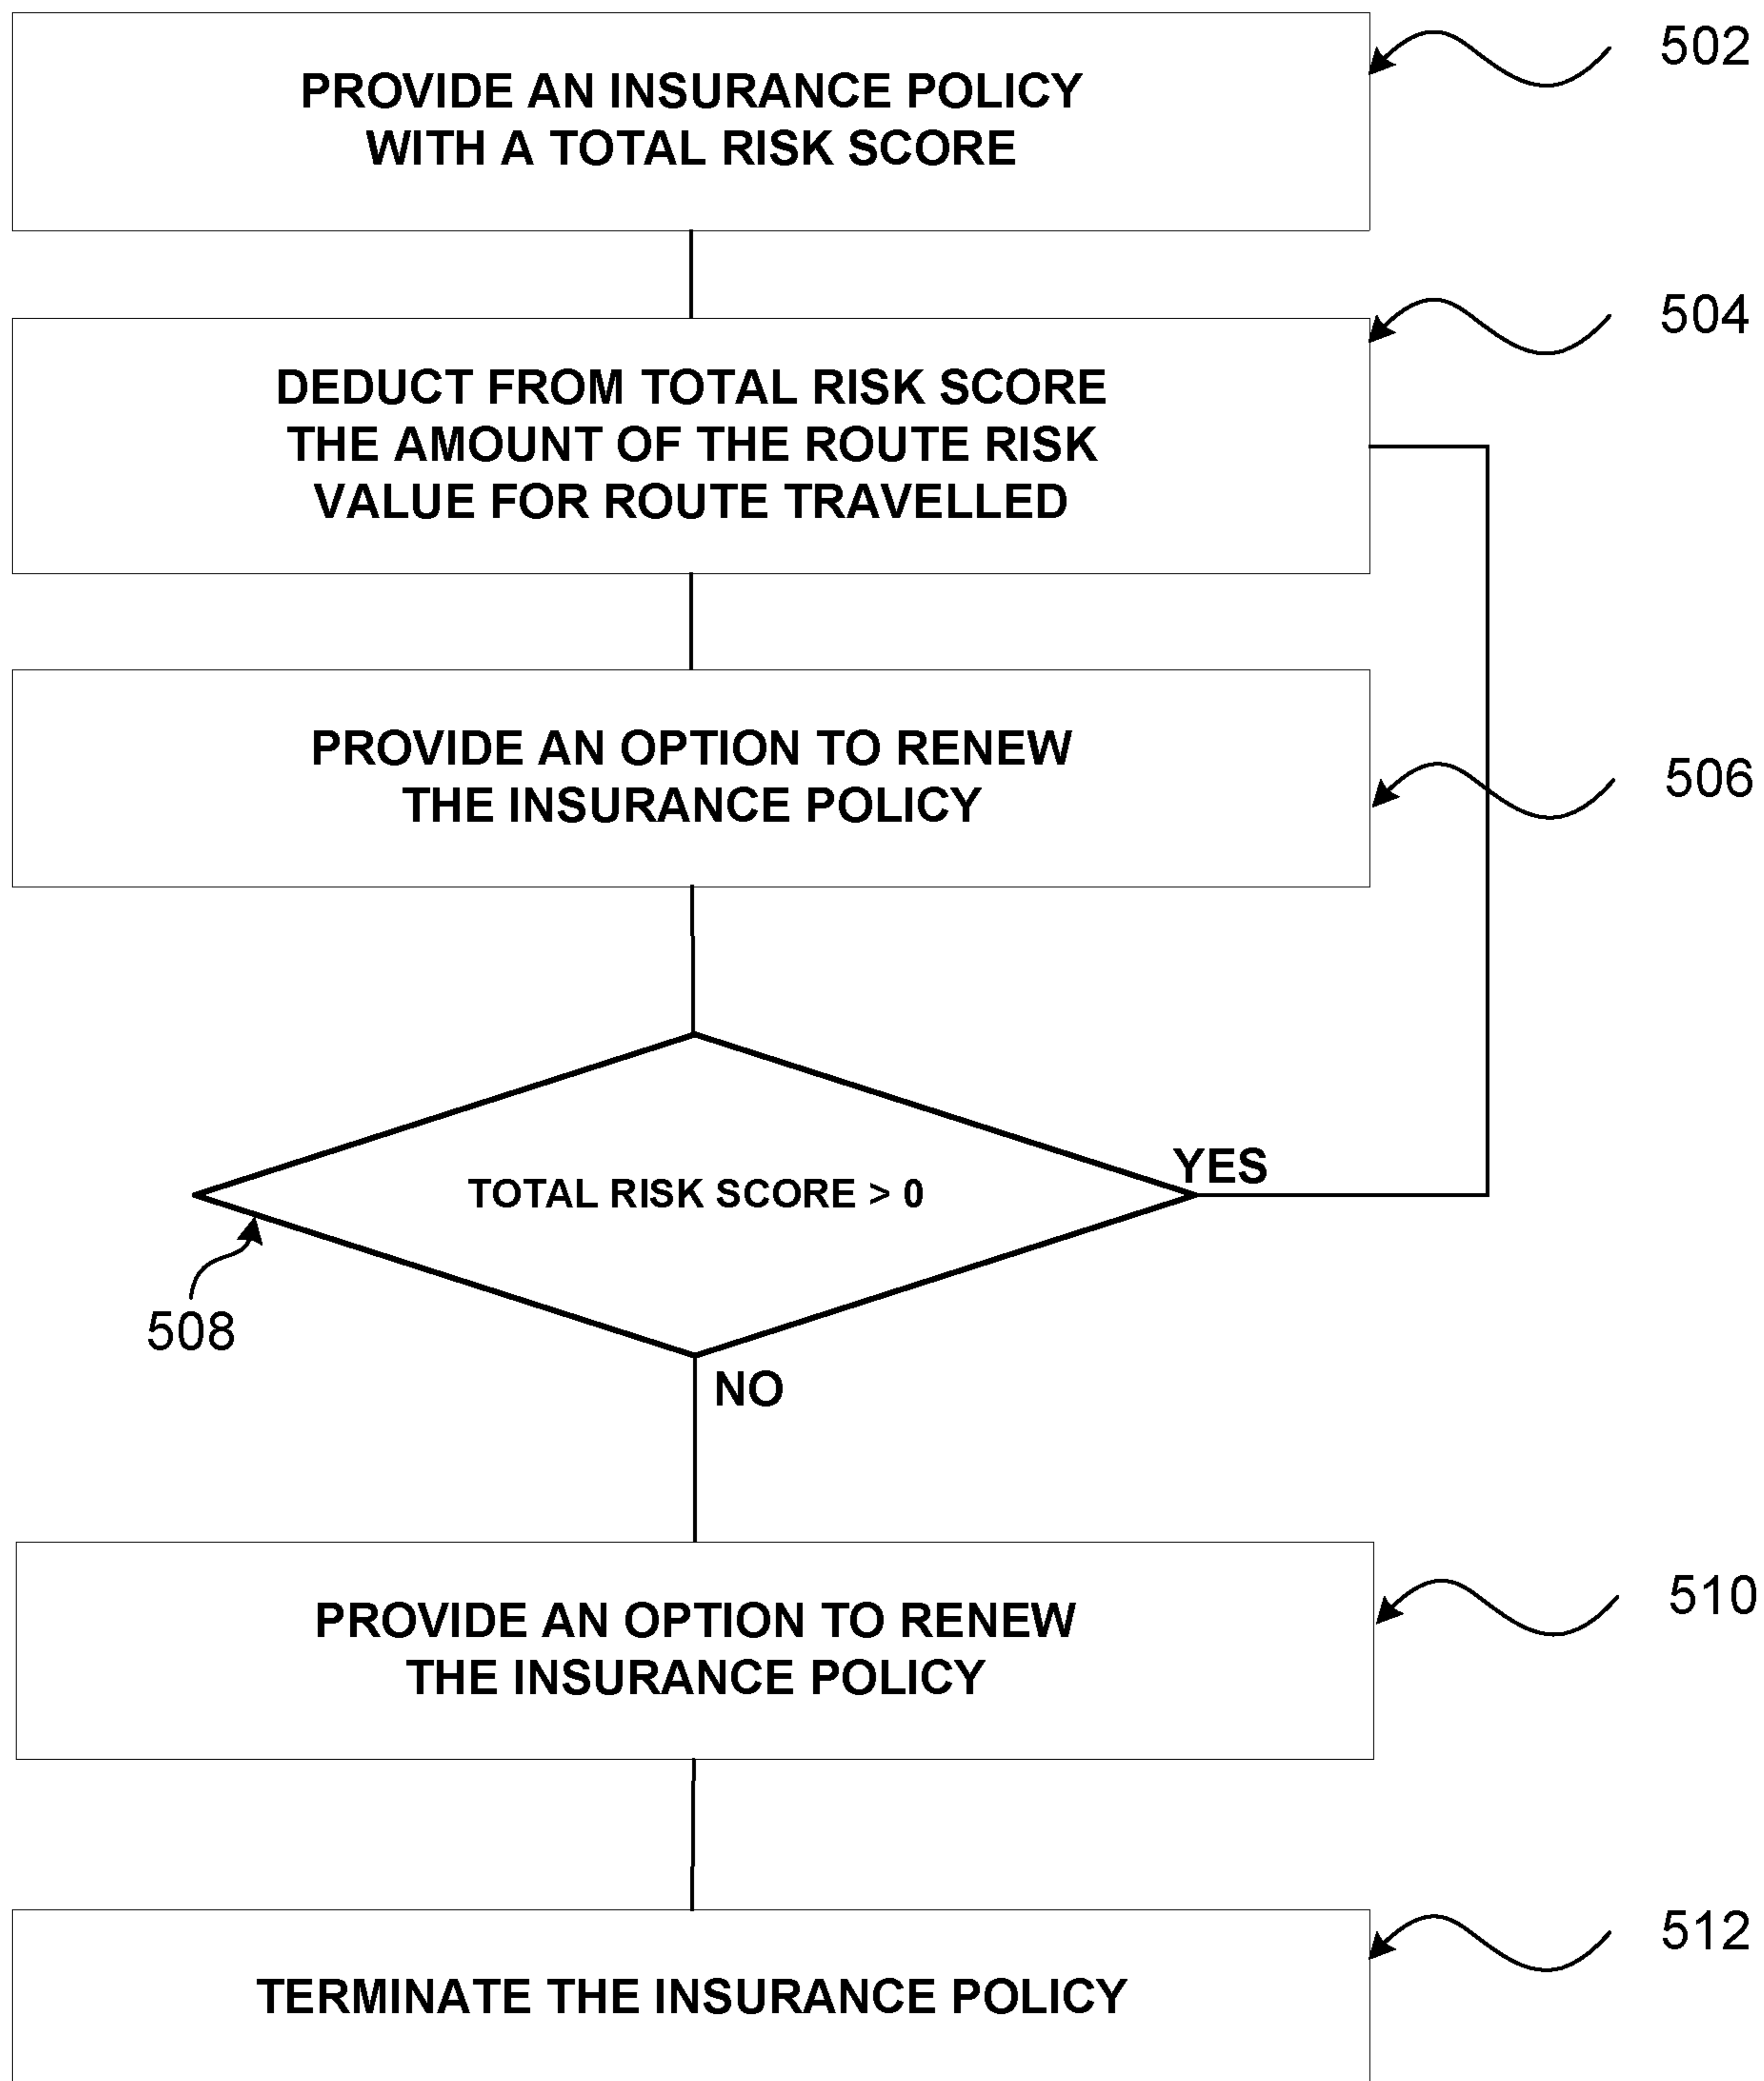 PROVIDE AN INSURANCE POLICY
WITH A TOTAL RISK SCORE
502
DEDUCT FROM TOTAL RISK SCORE
THE AMOUNT OF THE ROUTE RISK
VALUE FOR ROUTE TRAVELLED
504
PROVIDE AN OPTION TO RENEW
THE INSURANCE POLICY
506
TOTAL RISK SCORE > 0
YES
508
NO
PROVIDE AN OPTION TO RENEW
THE INSURANCE POLICY
510
TERMINATE THE INSURANCE POLICY
512